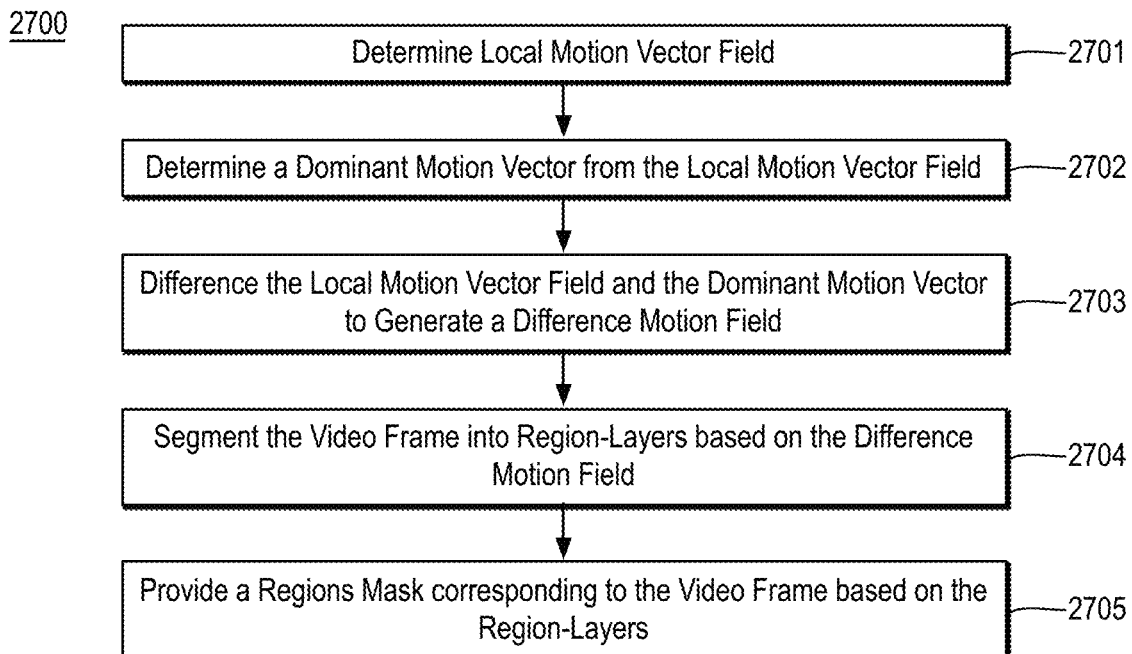 2700
Determine Local Motion Vector Field
2701
Determine a Dominant Motion Vector from the Local Motion Vector Field
2702
Difference the Local Motion Vector Field and the Dominant Motion Vector
to Generate a Difference Motion Field
2703
Segment the Video Frame into Region-Layers based on the Difference
Motion Field
2704
Provide a Regions Mask corresponding to the Video Frame based on the
Region-Layers
2705